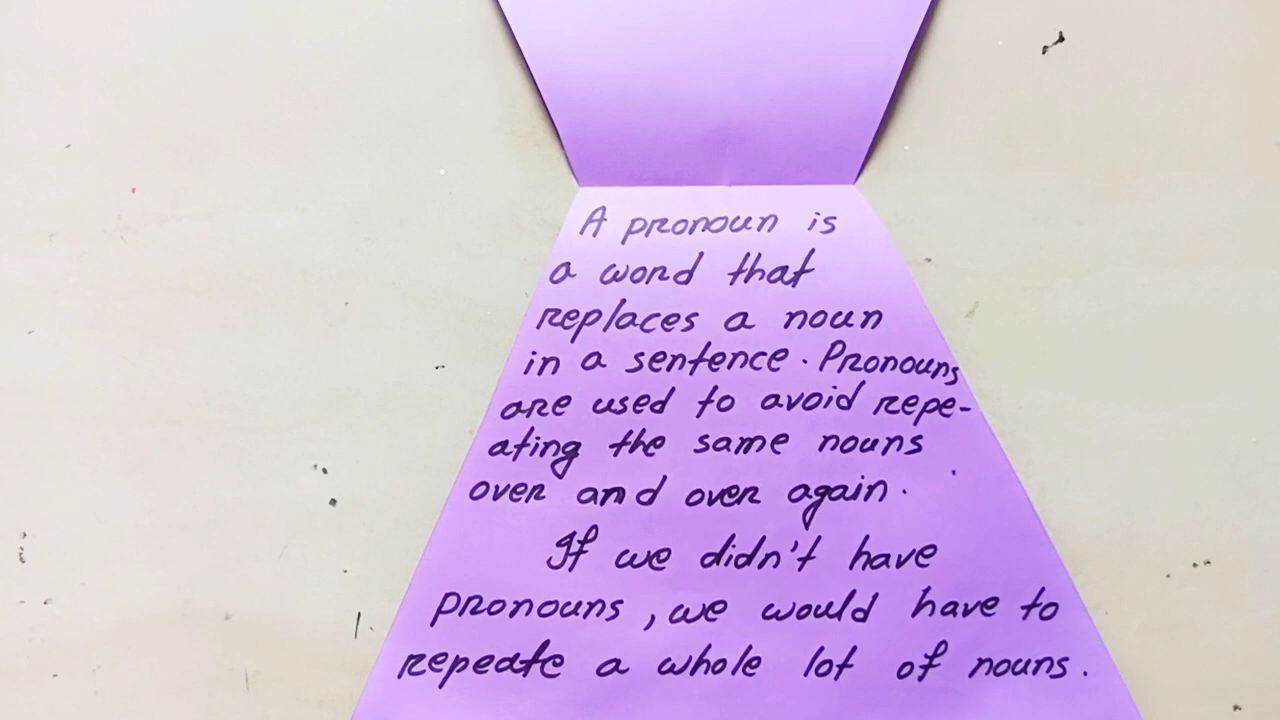 A pronoun is
a word that
replaces a noun
in a sentence. Pronouns
are used to avoid repe-
ating the same nouns
over and over again.
If we didn't have
pronouns, we would have to
repeate a whole lot of nouns.